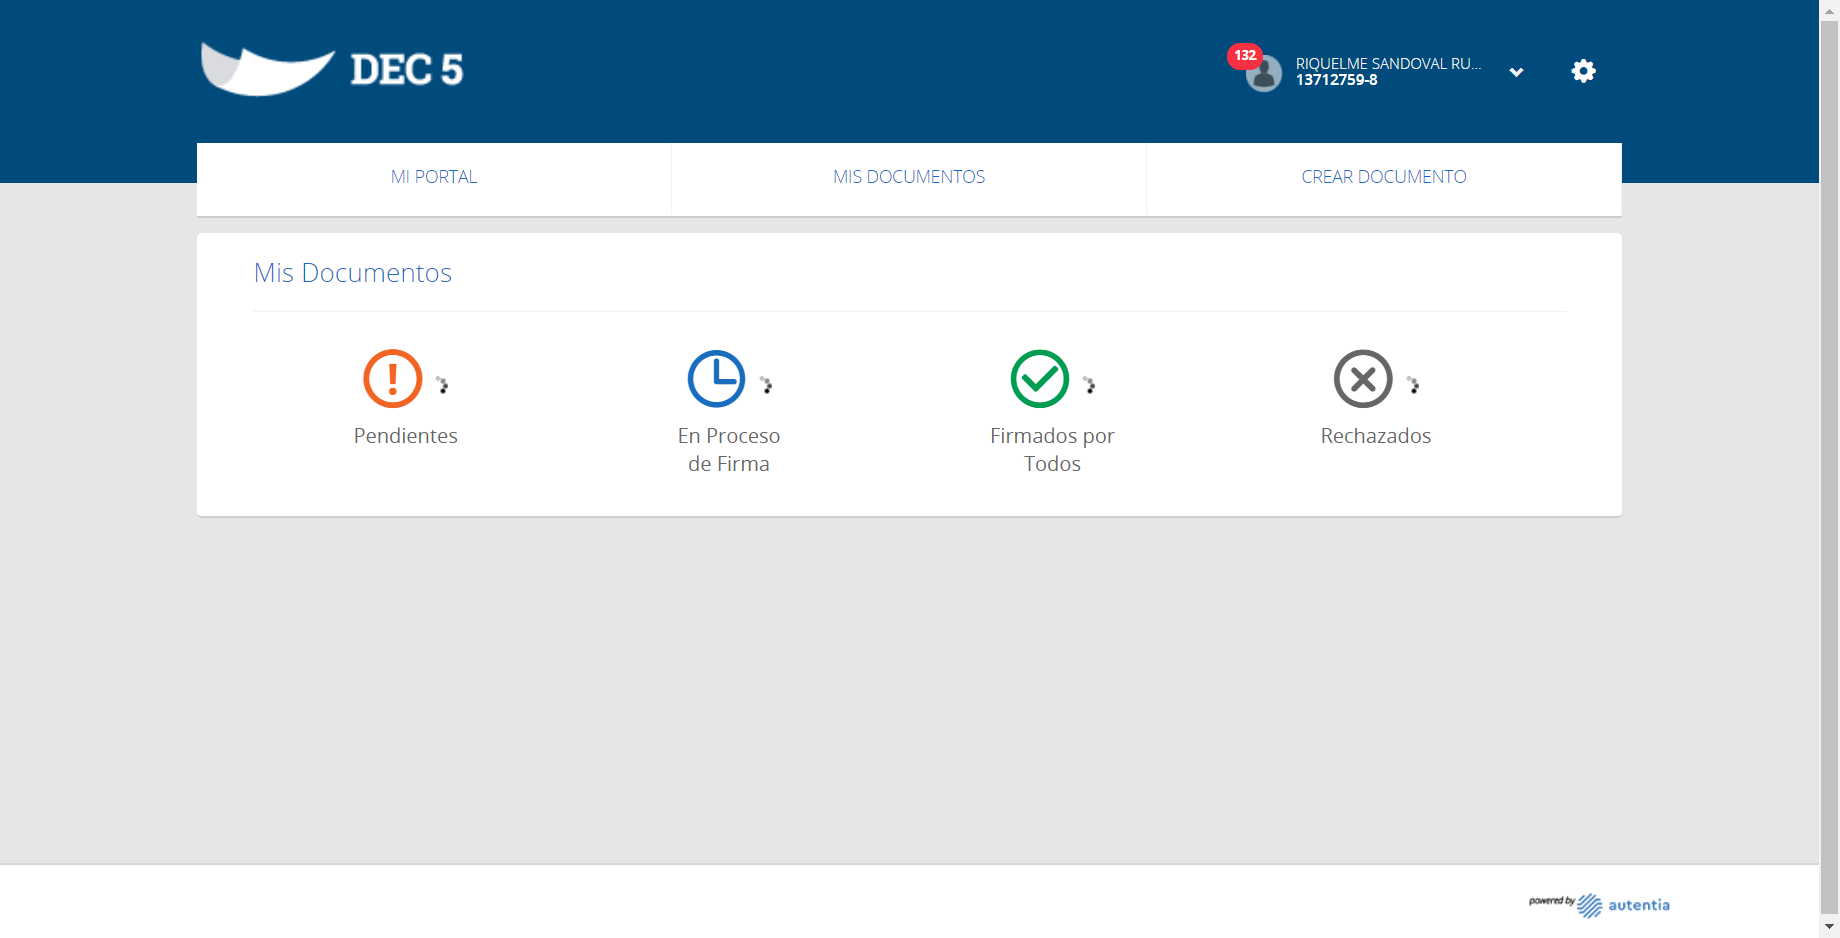 DEC 5
132
RIQUELME SANDOVAL RU...
13712759-8
MI PORTAL
MIS DOCUMENTOS
CREAR DOCUMENTO
Mis Documentos
Pendientes
En Proceso
de Firma
Firmados por
Todos
Rechazados
powered by autentia